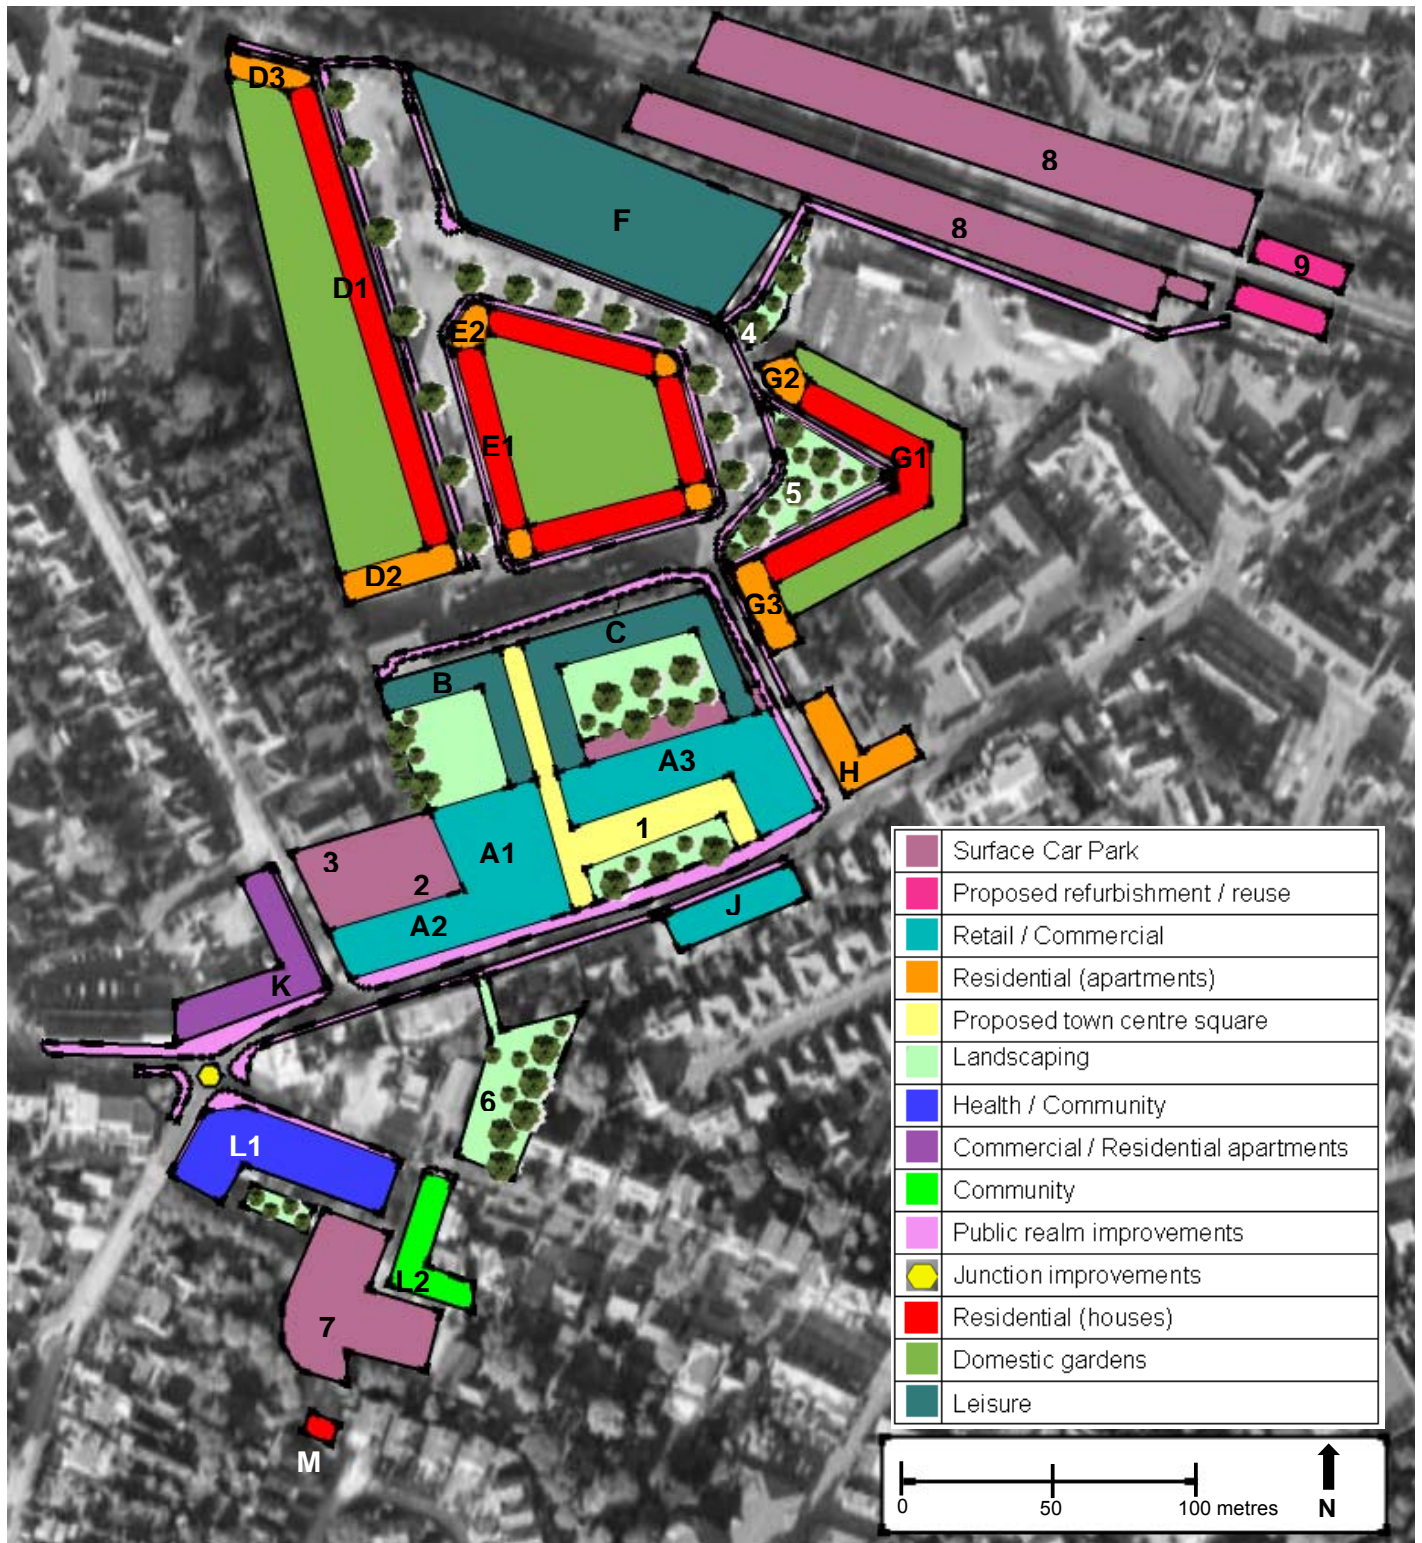 D3
8
F
8
9
D1
E2
4
G2
E1
G1
5
D2
G3
C
B
A3
H
1
3
A1
2
J
A2
K
6
L1
L2
7
M
Surface Car Park
Proposed refurbishment / reuse
Retail / Commercial
Residential (apartments)
Proposed town centre square
Landscaping
Health / Community
Commercial / Residential apartments
Community
Public realm improvements
Junction improvements
Residential (houses)
Domestic gardens
Leisure
0 50 100 metres N